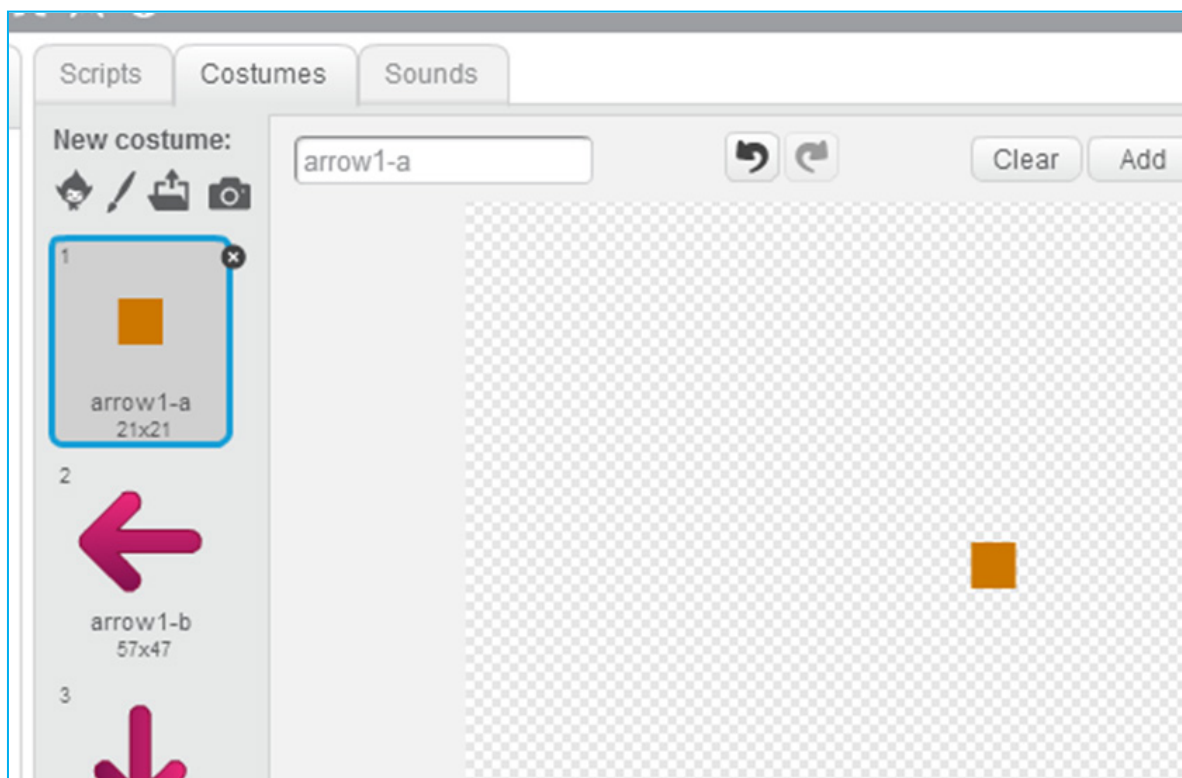 Scripts Costumes Sounds
New costume:
arrow1-a
Clear Add
1
arrow1-a
21x21
2
arrow1-b
57x47
3